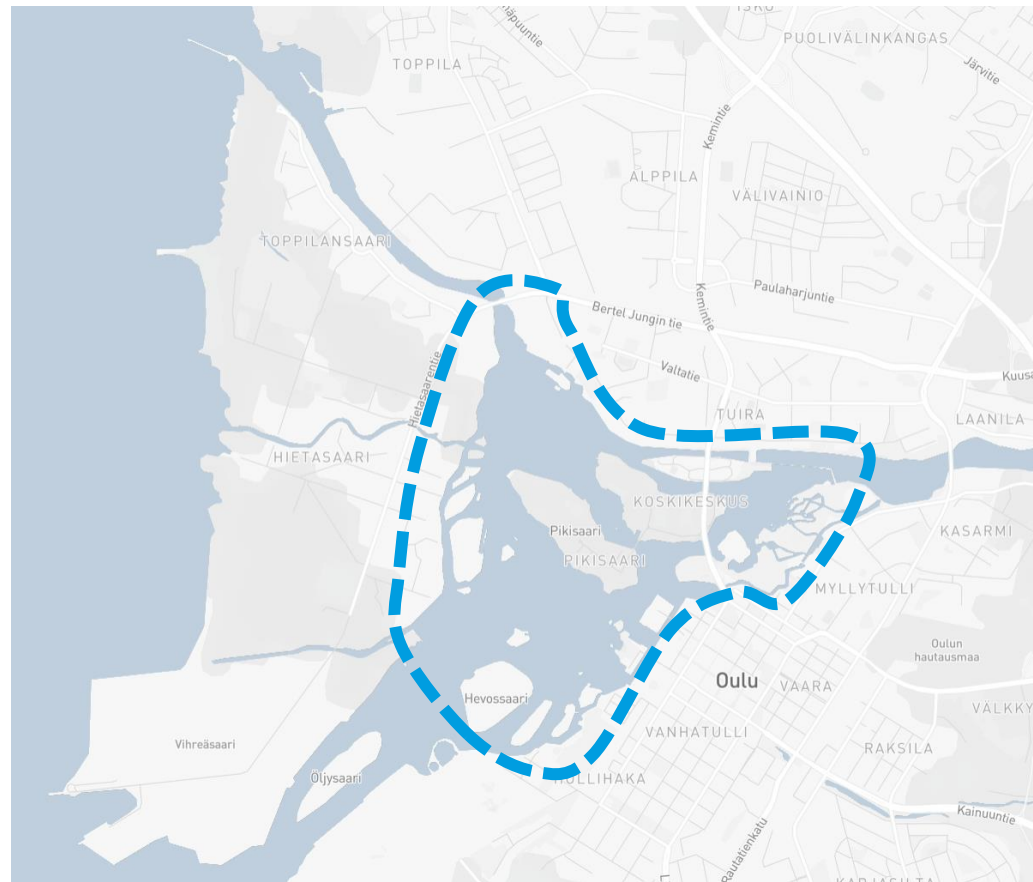 ISKO
PUOLIVÄLINKANGAS
TOPPILA
Järvitie
Kemintie
ALPPILA
VÄLIVAINIO
TOPPILANSAARI
Paulaharjuntie
Kemintie
Bertel Jungin tie
Hietasaarentie
Valtatie
TUIRA
LAANILA
HIETASAARI
KOSKIKESKUS
Pikisaari
PIKISAARI
KASARMI
MYLLYTULLI
Oulun
hautausmaa
Oulu
VAARA
Hevossaari
VANHATULLI
VÄLKKY
Vihreäsaari
RAKSILA
Öljysaari
Kainuuntie
Rautatienkatu